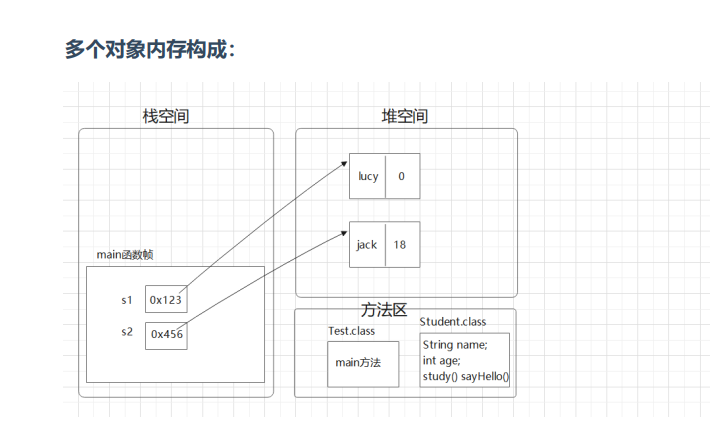 多个对象内存构成：
栈空间
堆空间
lucy 0
jack 18
main函数帧
s1 0x123
s2 0x456
方法区
Test.class
main方法
Student.class
String name;
int age;
study() sayHello()